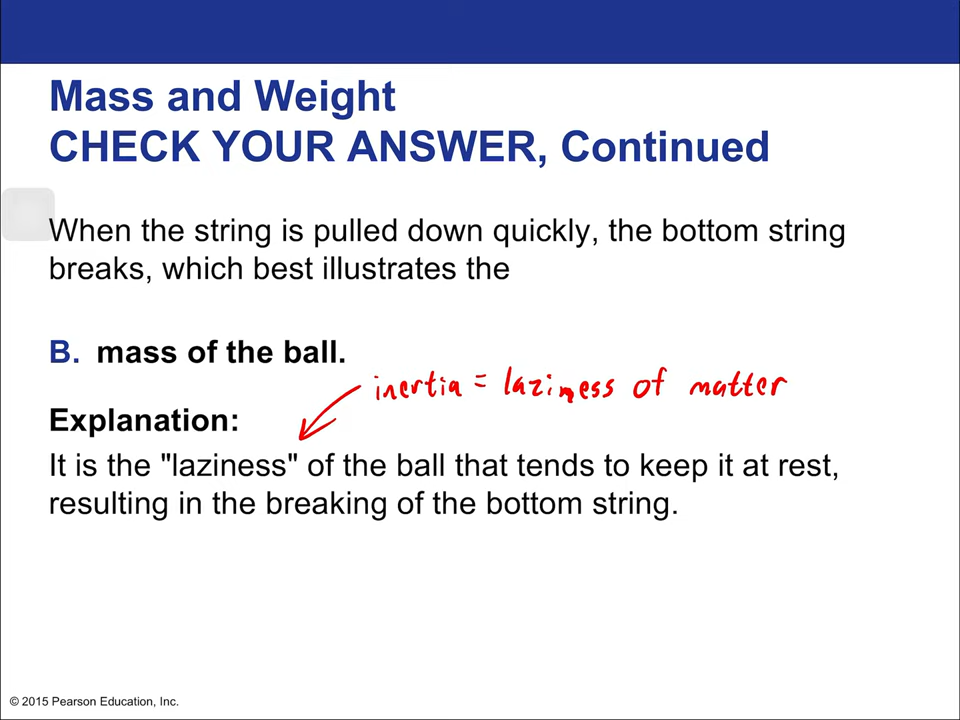 Mass and Weight
CHECK YOUR ANSWER, Continued
When the string is pulled down quickly, the bottom string
breaks, which best illustrates the
B. mass of the ball.
inertia = laziness of matter
Explanation:
It is the "laziness" of the ball that tends to keep it at rest,
resulting in the breaking of the bottom string.
© 2015 Pearson Education, Inc.